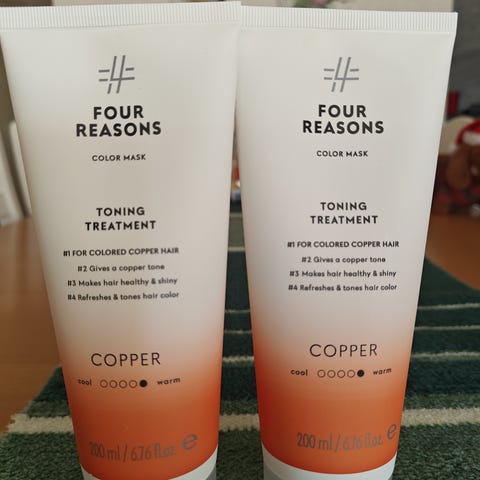 FOUR
REASONS
COLOR MASK
TONING
TREATMENT
#1 FOR COLORED COPPER HAIR
#2 Gives a copper tone
#3 Makes hair healthy & shiny
#4 Refreshes & tones hair color
COPPER
cool warm
200 ml / 6.76 fl.oz e
FOUR
REASONS
COLOR MASK
TONING
TREATMENT
#1 FOR COLORED COPPER HAIR
#2 Gives a copper tone
#3 Makes hair healthy & shiny
#4 Refreshes & tones hair color
COPPER
cool warm
200 ml / 6.76 fl.oz e